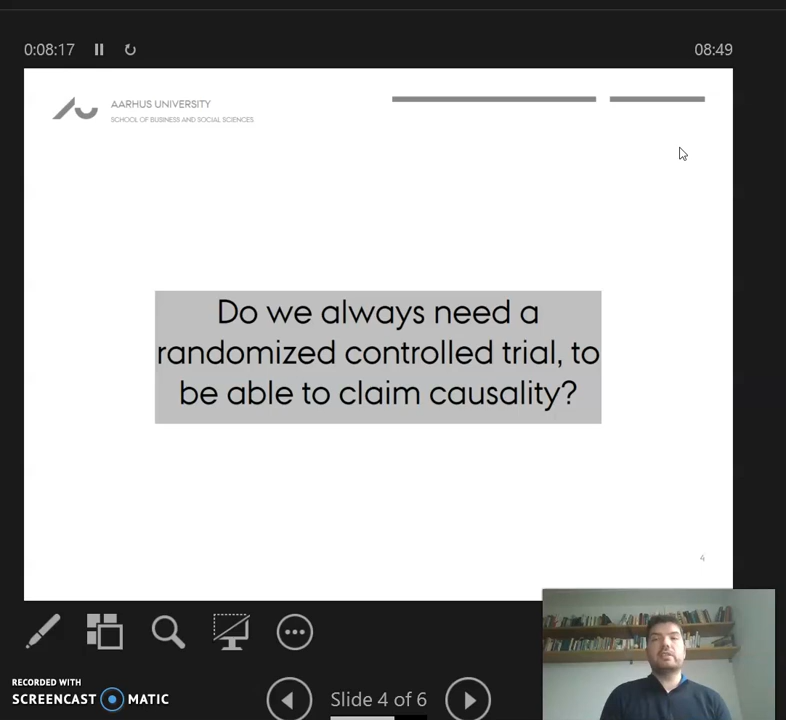 0:08:17
08:49
AARHUS UNIVERSITY
SCHOOL OF BUSINESS AND SOCIAL SCIENCES
Do we always need a
randomized controlled trial, to
be able to claim causality?
4
RECORDED WITH
SCREENCAST MATIC
Slide 4 of 6